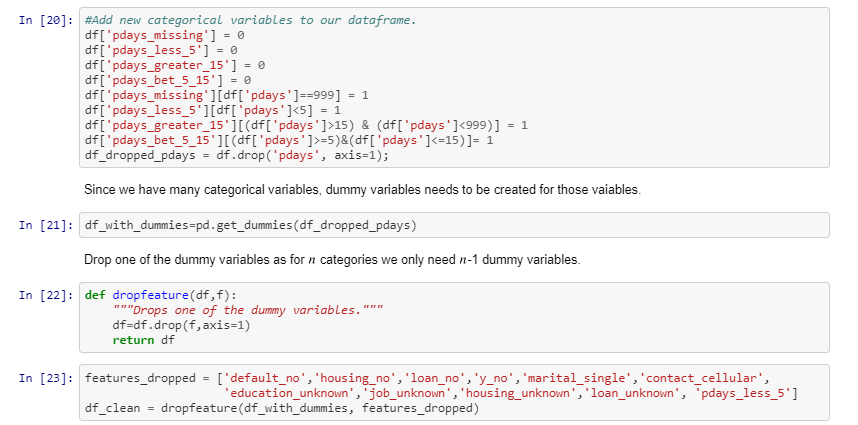 In [20]: #Add new categorical variables to our dataframe.
df['pdays_missing'] = 0
df['pdays_less_5'] = 0
df['pdays_greater_15'] = 0
df['pdays_bet_5_15'] = 0
df['pdays_missing'][df['pdays']==999] = 1
df['pdays_less_5'][df['pdays']<5] = 1
df['pdays_greater_15'][(df['pdays']>15) & (df['pdays']<999)] = 1
df['pdays_bet_5_15'][(df['pdays']>=5)&(df['pdays']<=15)]= 1
df_dropped_pdays = df.drop('pdays', axis=1);
Since we have many categorical variables, dummy variables needs to be created for those vaiables.
In [21]: df_with_dummies=pd.get_dummies(df_dropped_pdays)
Drop one of the dummy variables as for n categories we only need n-1 dummy variables.
In [22]: def dropfeature(df,f):
"""Drops one of the dummy variables."""
df=df.drop(f,axis=1)
return df
In [23]: features_dropped = ['default_no','housing_no','loan_no','y_no','marital_single','contact_cellular',
'education_unknown','job_unknown','housing_unknown','loan_unknown', 'pdays_less_5']
df_clean = dropfeature(df_with_dummies, features_dropped)